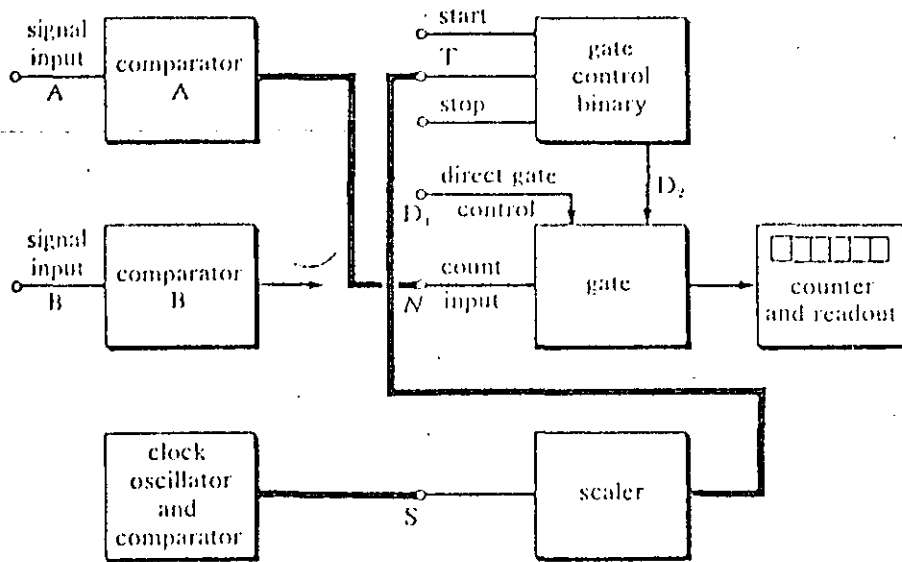 signal
input
A
comparator
A
start
T
stop
gate
control
binary
direct gate
control
D₁
D₂
signal
input
B
comparator
B
N
count
input
gate
counter
and readout
clock
oscillator
and
comparator
S
scaler